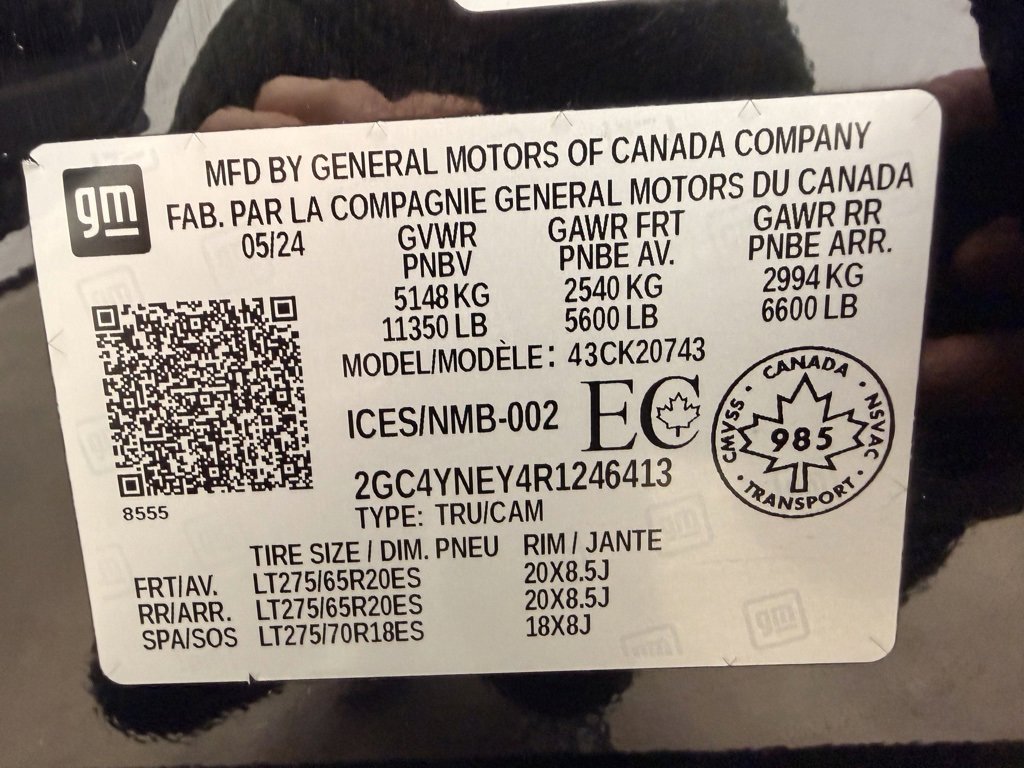 MFD BY GENERAL MOTORS OF CANADA COMPANY
FAB. PAR LA COMPAGNIE GENERAL MOTORS DU CANADA
gm
05/24
GVWR
PNBV
5148 KG
11350 LB
GAWR FRT
PNBE AV.
2540 KG
5600 LB
GAWR RR
PNBE ARR.
2994 KG
6600 LB
MODEL/MODÈLE: 43CK20743
ICES/NMB-002 EC
CANADA
CMVSS 985 NSVAC
TRANSPORT
2GC4YNEY4R1246413
8555
TYPE: TRU/CAM
TIRE SIZE / DIM. PNEU RIM / JANTE
FRT/AV. LT275/65R20ES 20X8.5J
RR/ARR. LT275/65R20ES 20X8.5J
SPA/SOS LT275/70R18ES 18X8J
gm